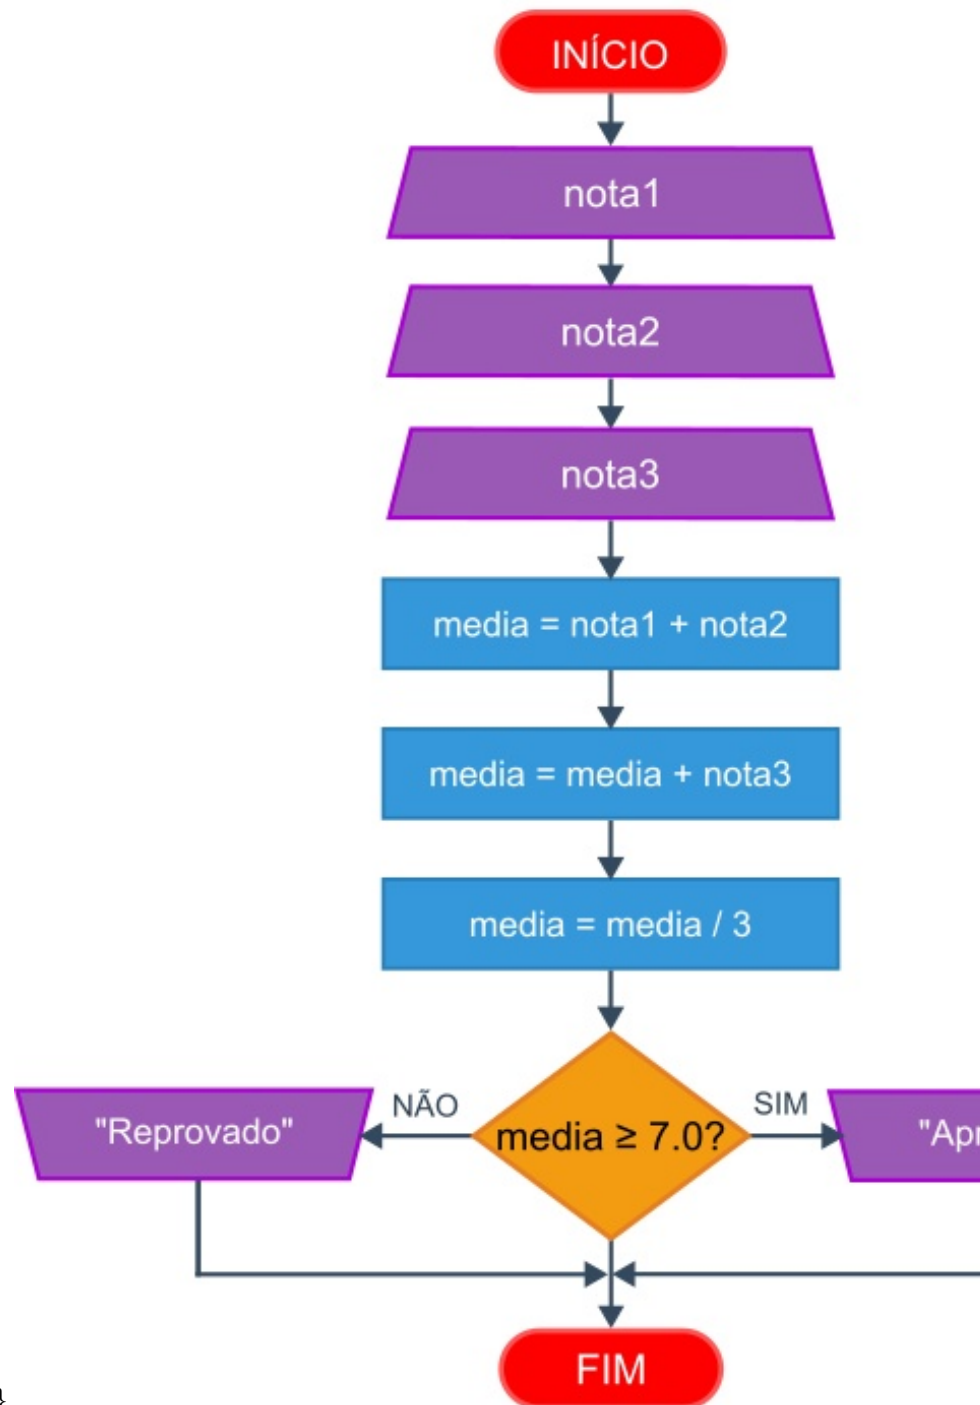 INÍCIO
nota1
nota2
nota3
media = nota1 + nota2
media = media + nota3
media = media / 3
"Reprovado"
NÃO
media ≥ 7.0?
SIM
"Apr
FIM